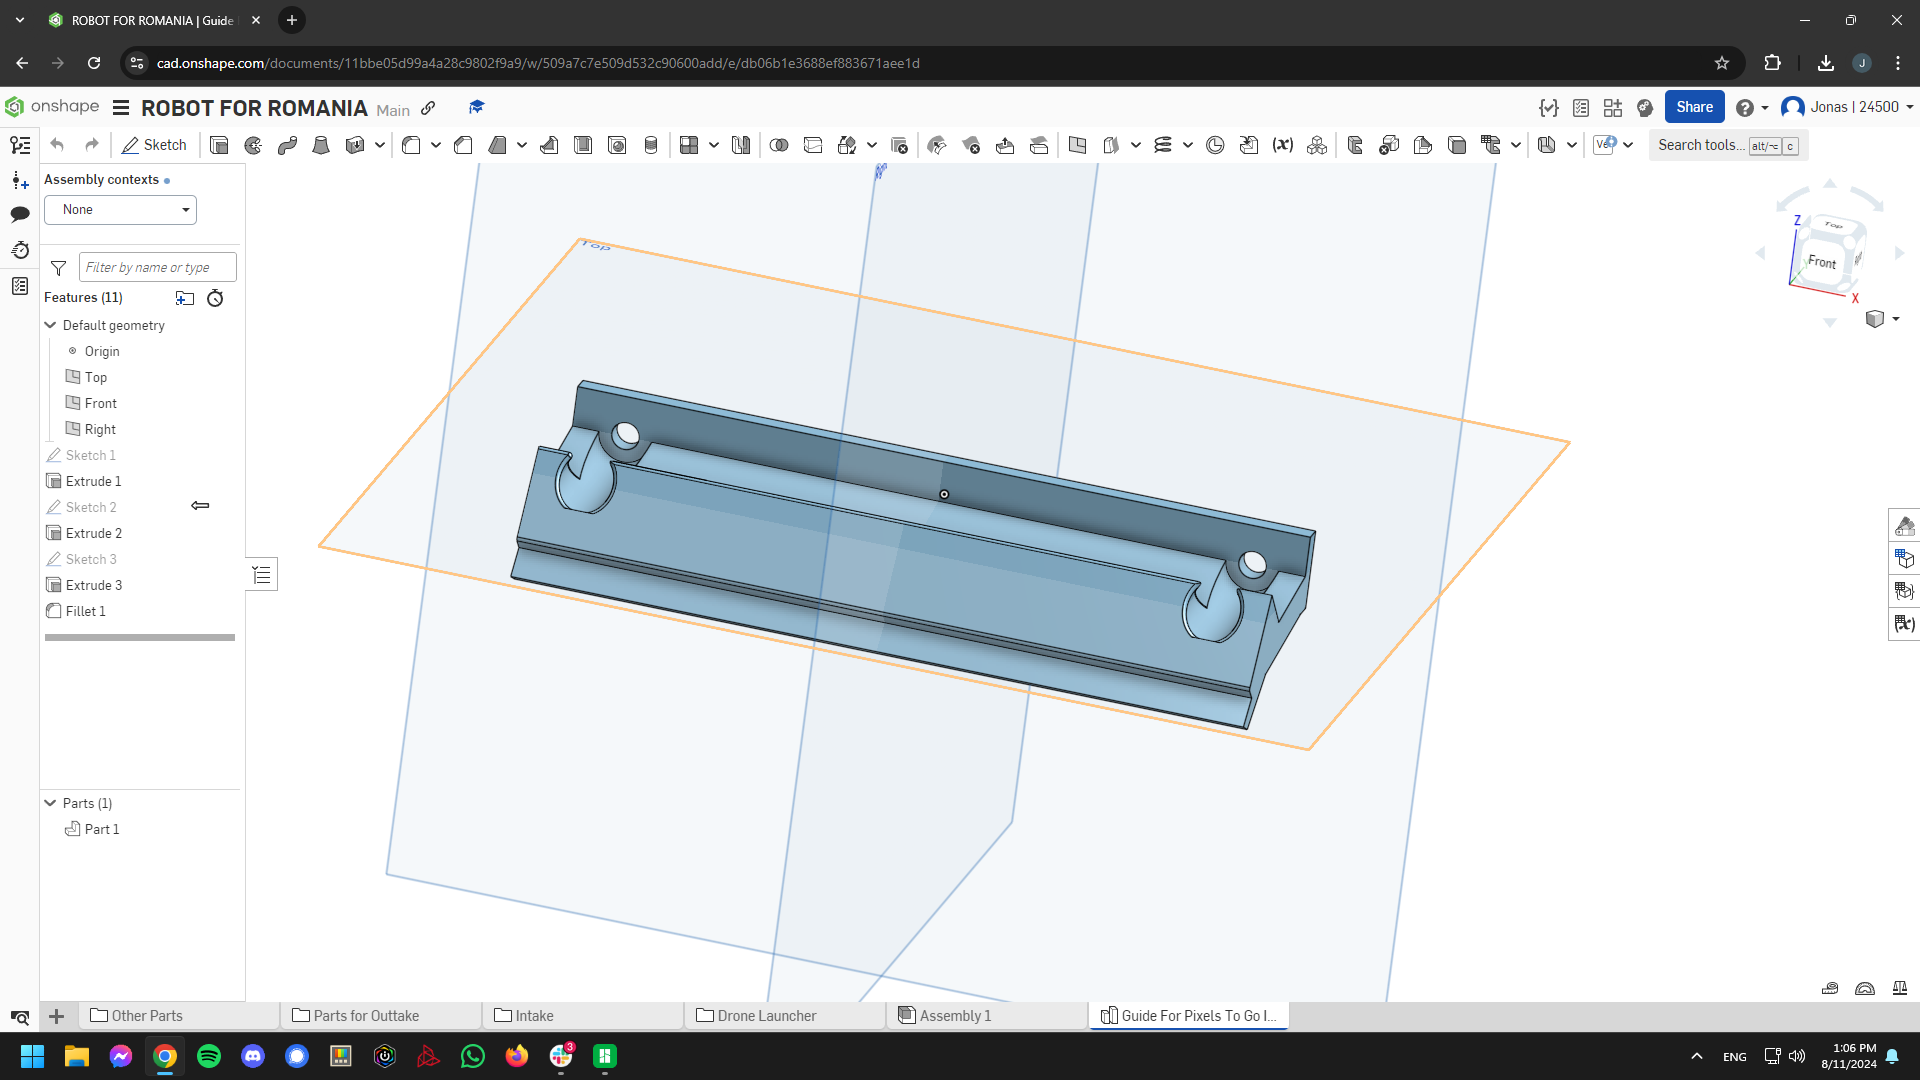 ROBOT FOR ROMANIA | Guide
cad.onshape.com/documents/11bbe05d99a4a28c9802f9a9/w/509a7c7e509d532c90600add/e/db06b1e3688ef883671aee1d
J
onshape
ROBOT FOR ROMANIA Main
Share
Jonas | 24500
Sketch
Search tools... alt/⌥ c
Assembly contexts
None
Filter by name or type
Features (11)
Default geometry
Origin
Top
Front
Right
Sketch 1
Extrude 1
Sketch 2
Extrude 2
Sketch 3
Extrude 3
Fillet 1
Parts (1)
Part 1
Top
Z
Top
Front
X
Other Parts
Parts for Outtake
Intake
Drone Launcher
Assembly 1
Guide For Pixels To Go I...
3
ENG
1:06 PM
8/11/2024